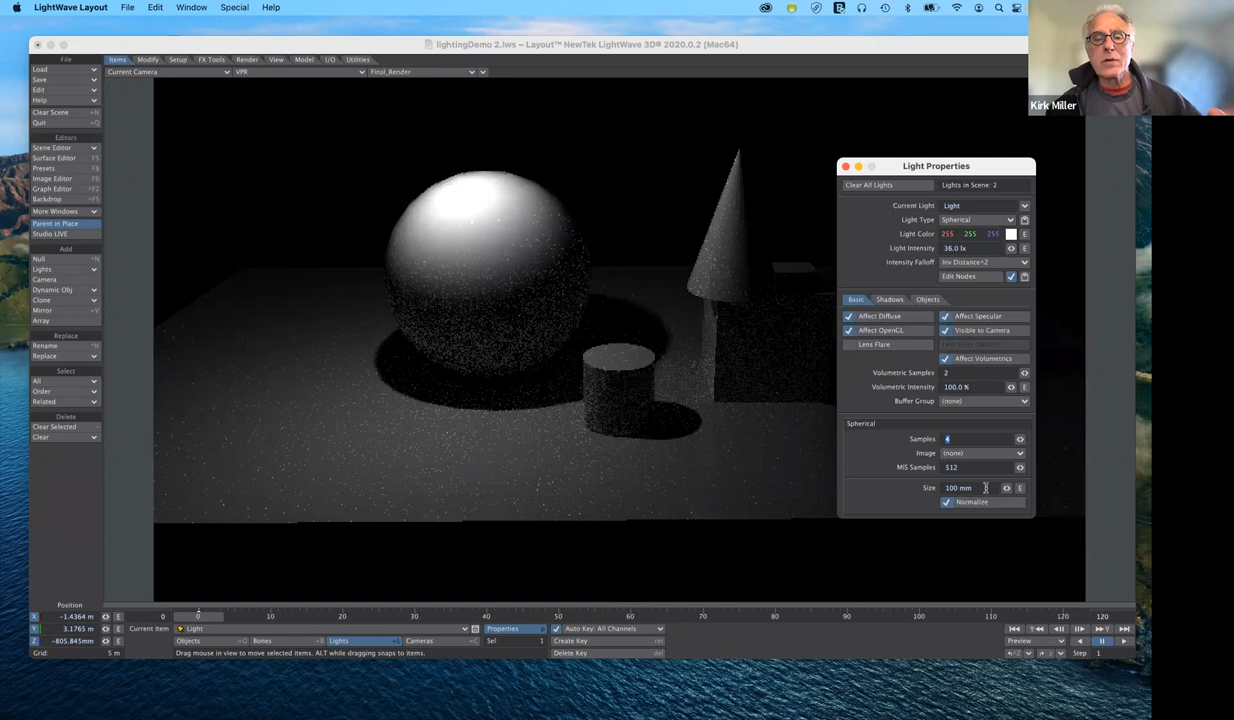 LightWave Layout File Edit Window Special Help
lightingDemo 2.lws – Layout™ NewTek LightWave 3D® 2020.0.2 (Mac64)
File
Items Modify Setup FX Tools Render View Model I/O Utilities
Load
Current Camera VPR Final_Render
Save
Edit
Help
Clear Scene ^N
Quit ^Q
Editors
Scene Editor
Surface Editor F5
Presets F8
Image Editor F6
Graph Editor ^F2
Backdrop ^F5
More Windows
Parent in Place
Studio LIVE
Add
Null ^N
Lights
Camera
Dynamic Obj
Clone
Mirror
Array
Replace
Rename
Replace
Select
All
Order
Related
Delete
Clear Selected -
Clear
Kirk Miller
Light Properties
Clear All Lights Lights in Scene: 2
Current Light Light
Light Type Spherical
Light Color 255 255 255 E
Light Intensity 36.0 lx E
Intensity Falloff Inv Distance^2
Edit Nodes
Basic Shadows Objects
Affect Diffuse Affect Specular
Affect OpenGL Visible to Camera
Lens Flare
Affect Volumetrics
Volumetric Samples 2
Volumetric Intensity 100.0 % E
Buffer Group (none)
Spherical
Samples 4
Image (none)
MIS Samples 512
Size 100 mm E
Normalize
Position
X -1.4364 m E 0 0 10 20 30 40 50 60 70 80 90 100 110 120 120
Y 3.1765 m E Current Item Light Properties Auto Key: All Channels
Z -805.845mm E Objects Bones Lights Cameras Sel: 1 Create Key Preview
Grid: 5 m Drag mouse in view to move selected items. ALT while dragging snaps to items. Delete Key del Step 1